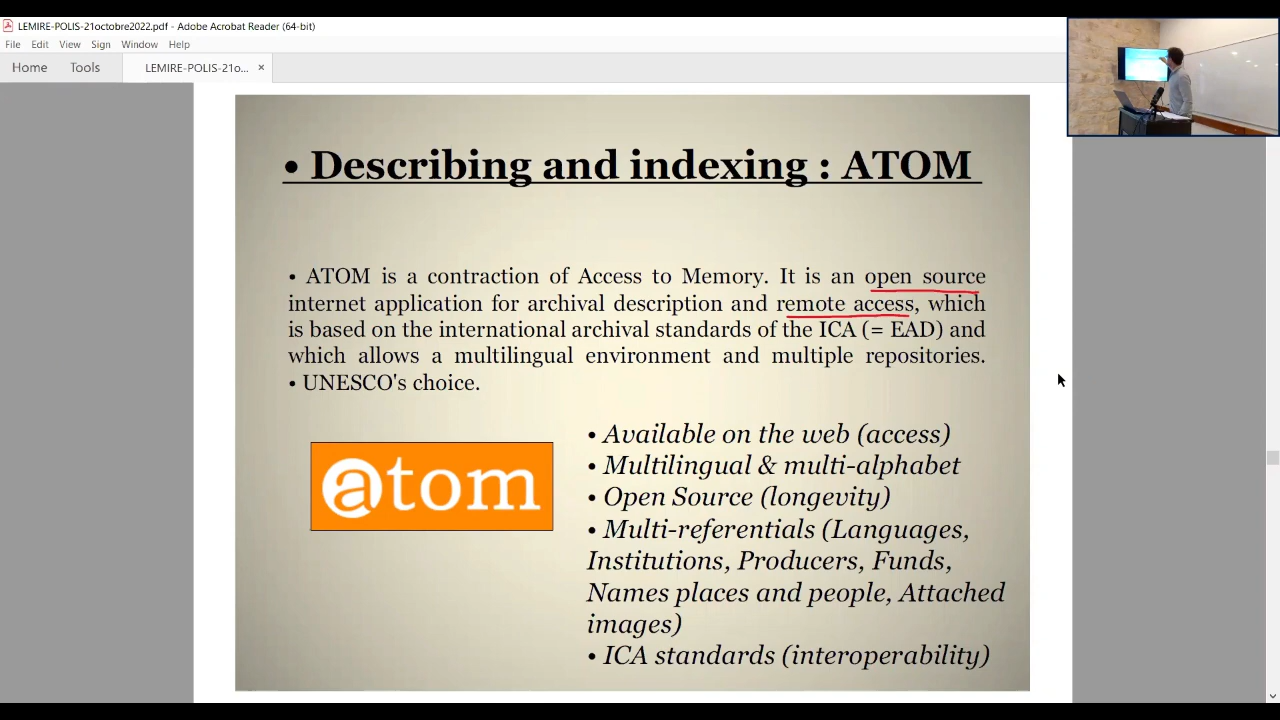 LEMIRE-POLIS-21octobre2022.pdf - Adobe Acrobat Reader (64-bit)
File Edit View Sign Window Help
Home Tools LEMIRE-POLIS-21o... ×
• Describing and indexing : ATOM
• ATOM is a contraction of Access to Memory. It is an open source
internet application for archival description and remote access, which
is based on the international archival standards of the ICA (= EAD) and
which allows a multilingual environment and multiple repositories.
• UNESCO's choice.
atom
• Available on the web (access)
• Multilingual & multi-alphabet
• Open Source (longevity)
• Multi-referentials (Languages,
Institutions, Producers, Funds,
Names places and people, Attached
images)
• ICA standards (interoperability)